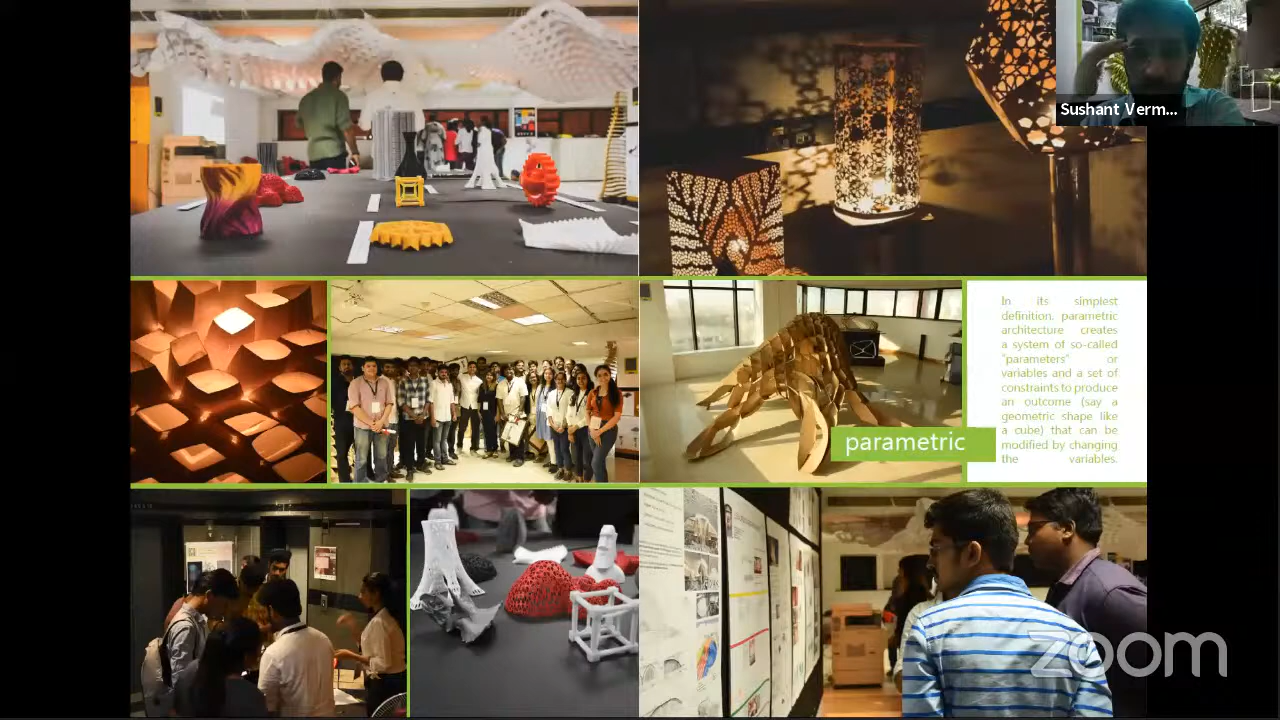 Sushant Verm...
In its simplest
definition, parametric
architecture creates
a system of so-called
"parameters" or
variables and a set of
constraints to produce
an outcome (say a
geometric shape like
a cube) that can be
modified by changing
the variables.
parametric
zoom